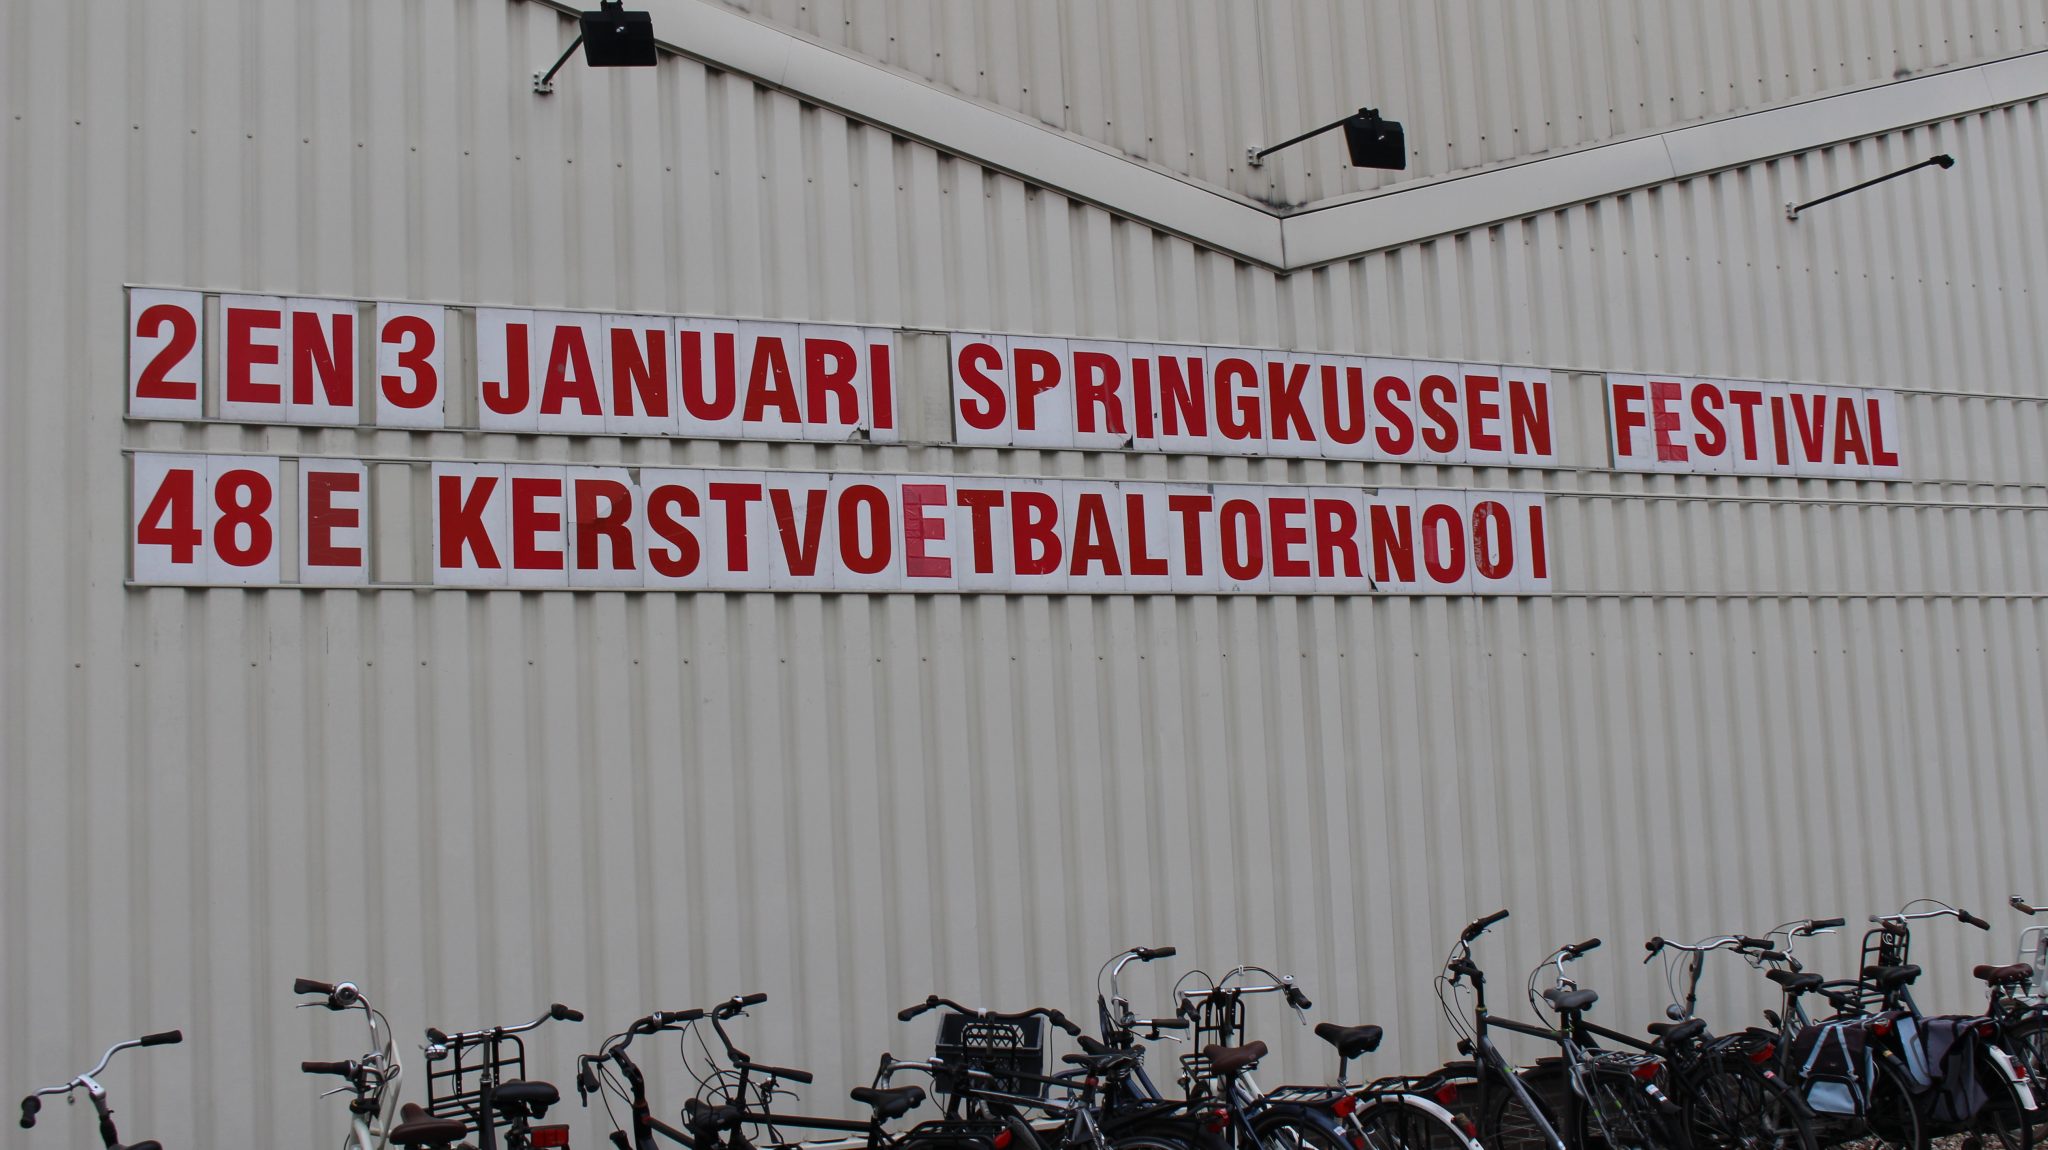 2 EN 3 JANUARI SPRINGKUSSEN FESTIVAL
48 E KERSTVOETBALTOERNOOI